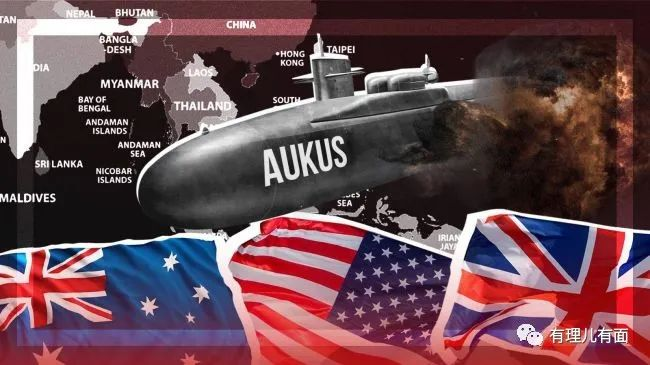 NEPAL
BHUTAN
CHINA
BANGLA
-DESH
HONG
KONG
TAIPEI
MYANMAR
LAOS
BAY OF
BENGAL
THAILAND
SOUTH
ANDAMAN
ISLANDS
ANDAMAN
SEA
SRI LANKA
NICOBAR
ISLANDS
MALDIVES
AUKUS
SEA
IRIAN
JAYA
有理儿有面